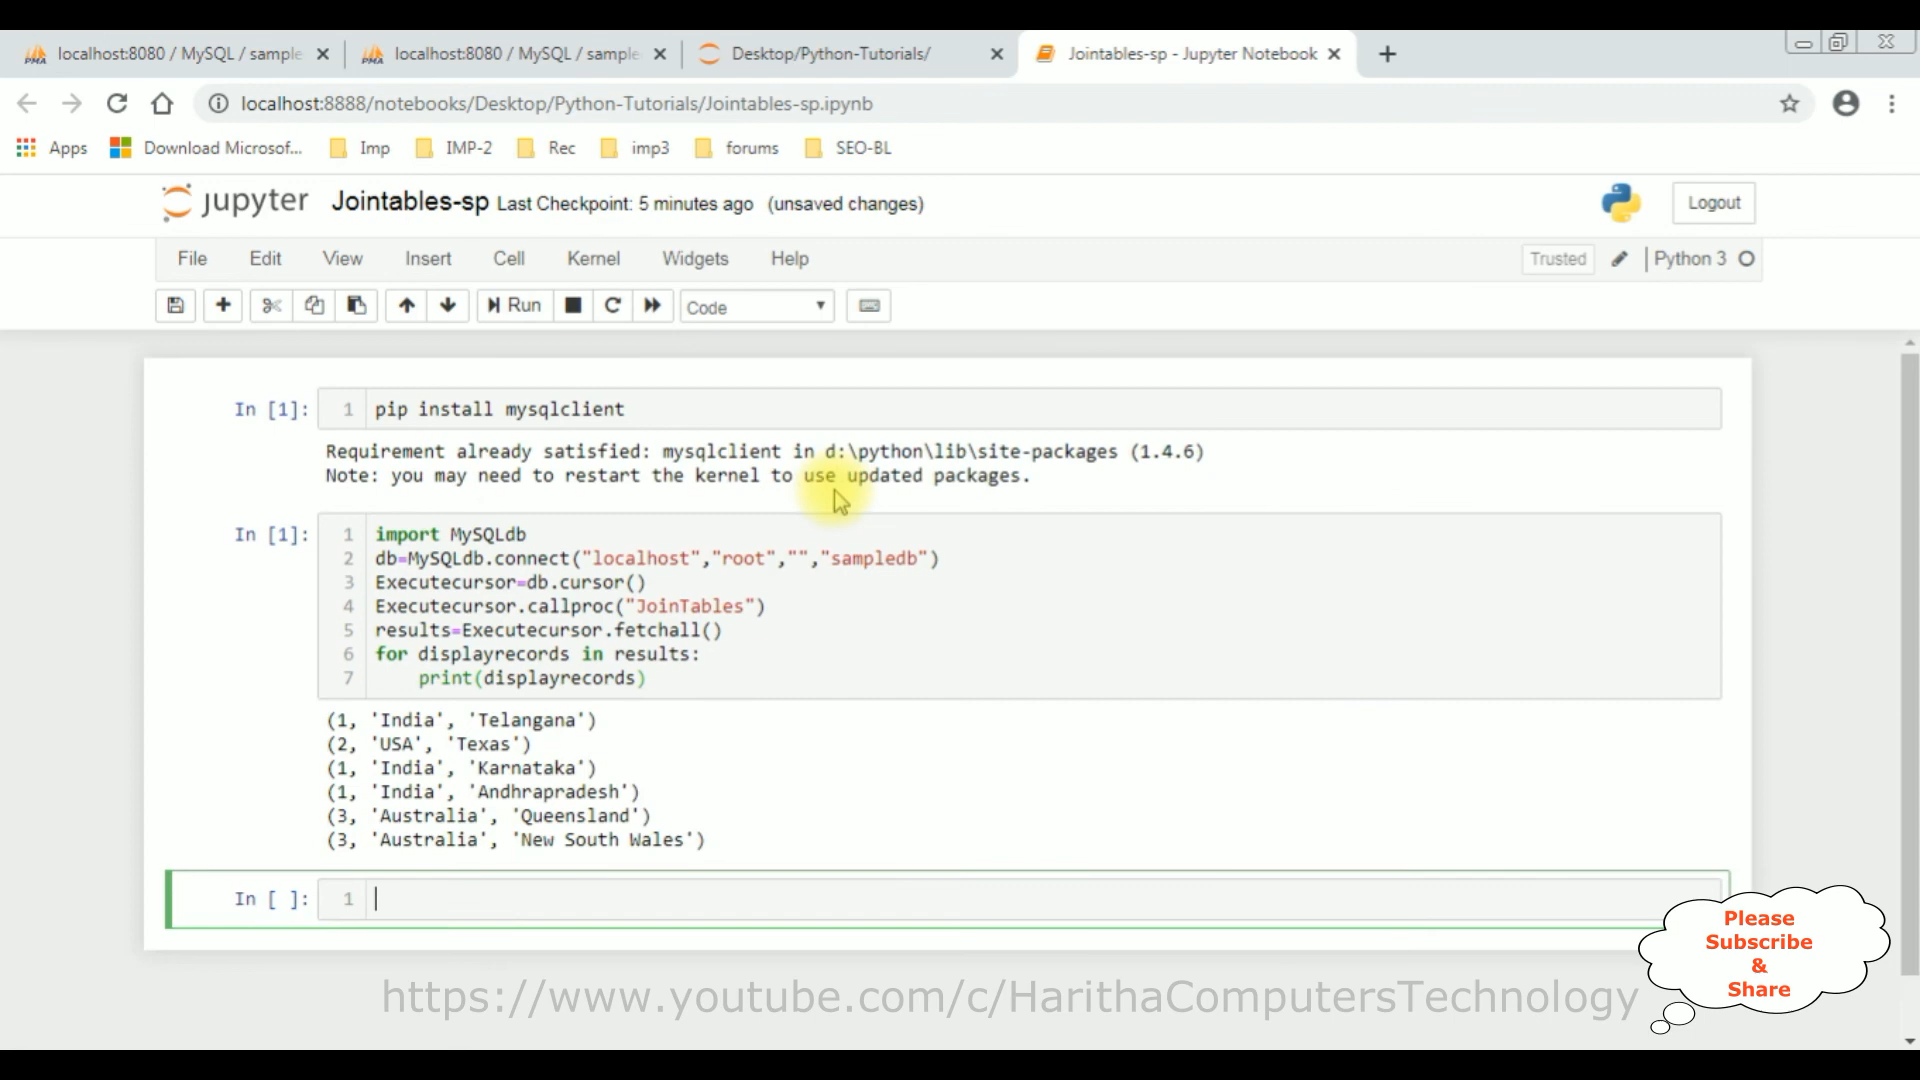 localhost:8080 / MySQL / sample
localhost:8080 / MySQL / sample
Desktop/Python-Tutorials/
Jointables-sp - Jupyter Notebook
localhost:8888/notebooks/Desktop/Python-Tutorials/Jointables-sp.ipynb
Apps Download Microsof... Imp IMP-2 Rec imp3 forums SEO-BL
jupyter Jointables-sp Last Checkpoint: 5 minutes ago (unsaved changes) Logout
File Edit View Insert Cell Kernel Widgets Help Trusted Python 3
Run Code
In [1]: 1 pip install mysqlclient
Requirement already satisfied: mysqlclient in d:\python\lib\site-packages (1.4.6)
Note: you may need to restart the kernel to use updated packages.
In [1]: 1 import MySQLdb
2 db=MySQLdb.connect("localhost","root","","sampledb")
3 Executecursor=db.cursor()
4 Executecursor.callproc("JoinTables")
5 results=Executecursor.fetchall()
6 for displayrecords in results:
7 print(displayrecords)
(1, 'India', 'Telangana')
(2, 'USA', 'Texas')
(1, 'India', 'Karnataka')
(1, 'India', 'Andhrapradesh')
(3, 'Australia', 'Queensland')
(3, 'Australia', 'New South Wales')
In [ ]: 1
Please
Subscribe
&
Share
https://www.youtube.com/c/HarithaComputersTechnology